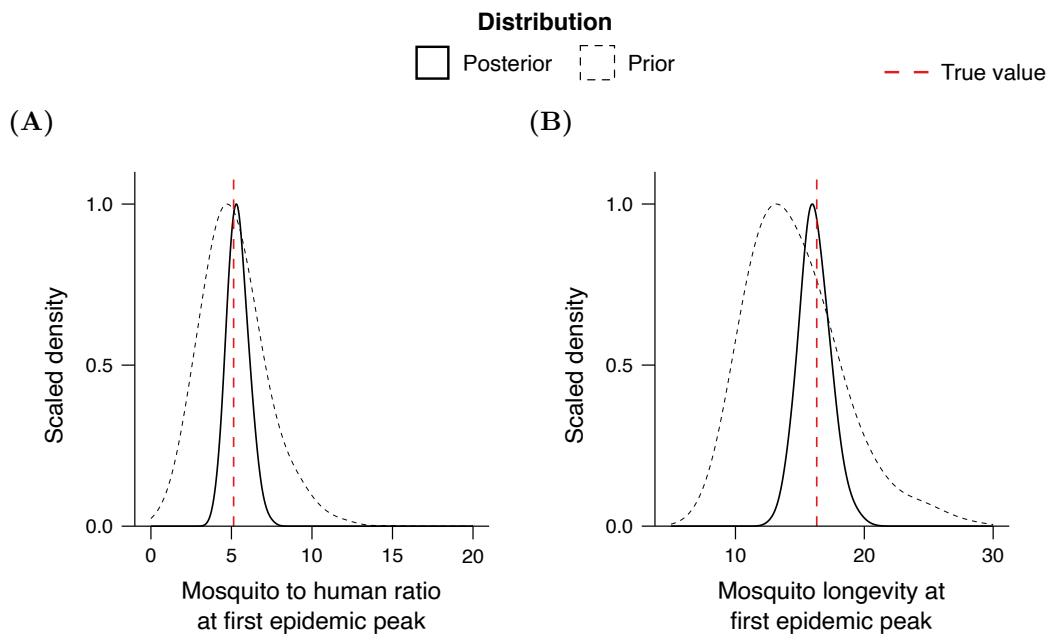 Distribution
Posterior
Prior
True value
(A)
(B)
Scaled density
1.0
0.5
0.0
0
5
10
15
20
Mosquito to human ratio
at first epidemic peak
Scaled density
1.0
0.5
0.0
10
20
30
Mosquito longevity at
first epidemic peak